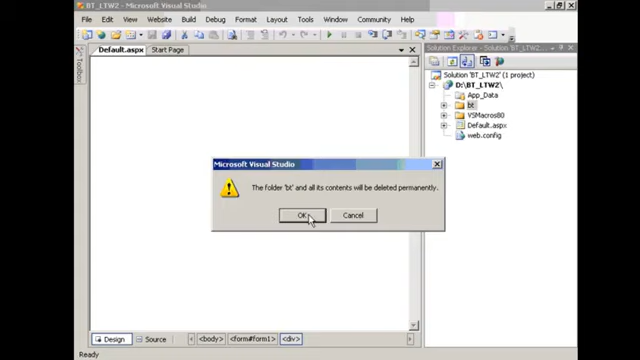 BT_LTW2 - Microsoft Visual Studio
File Edit View Website Build Debug Format Layout Tools Window Community Help
Default.aspx Start Page
Toolbox
Solution Explorer - D:\BT_LTW2\
Solution 'BT_LTW2' (1 project)
D:\BT_LTW2\
App_Data
bt
VSMacros80
Default.aspx
web.config
Microsoft Visual Studio
The folder 'bt' and all its contents will be deleted permanently.
OK Cancel
Design Source <body> <form#form1> <div>
Ready